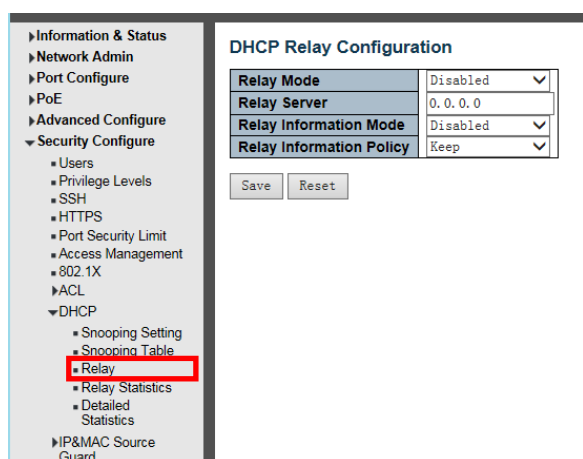 Information & Status
Network Admin
Port Configure
PoE
Advanced Configure
Security Configure
Users
Privilege Levels
SSH
HTTPS
Port Security Limit
Access Management
802.1X
ACL
DHCP
Snooping Setting
Snooping Table
Relay
Relay Statistics
Detailed
Statistics
IP&MAC Source
Guard
DHCP Relay Configuration
Relay Mode Disabled
Relay Server 0.0.0.0
Relay Information Mode Disabled
Relay Information Policy Keep
Save Reset